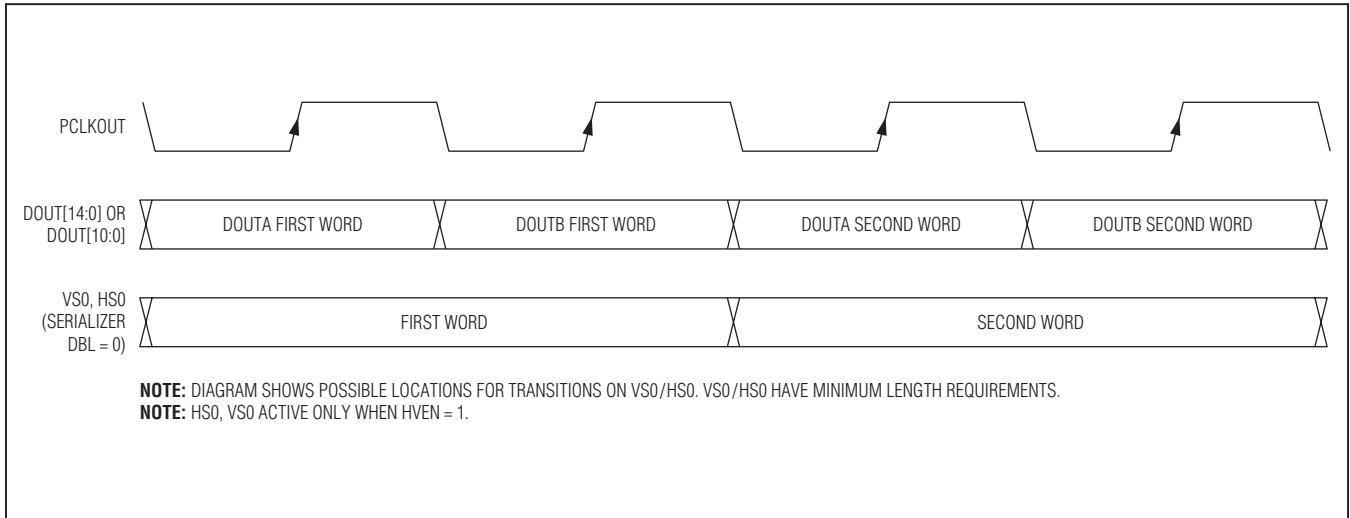 PCLKOUT
DOUT[14:0] OR
DOUT[10:0]
DOUTA FIRST WORD
DOUTB FIRST WORD
DOUTA SECOND WORD
DOUTB SECOND WORD
VS0, HS0
(SERIALIZER
DBL = 0)
FIRST WORD
SECOND WORD
NOTE: DIAGRAM SHOWS POSSIBLE LOCATIONS FOR TRANSITIONS ON VS0/HS0. VS0/HS0 HAVE MINIMUM LENGTH REQUIREMENTS.
NOTE: HS0, VS0 ACTIVE ONLY WHEN HVEN = 1.